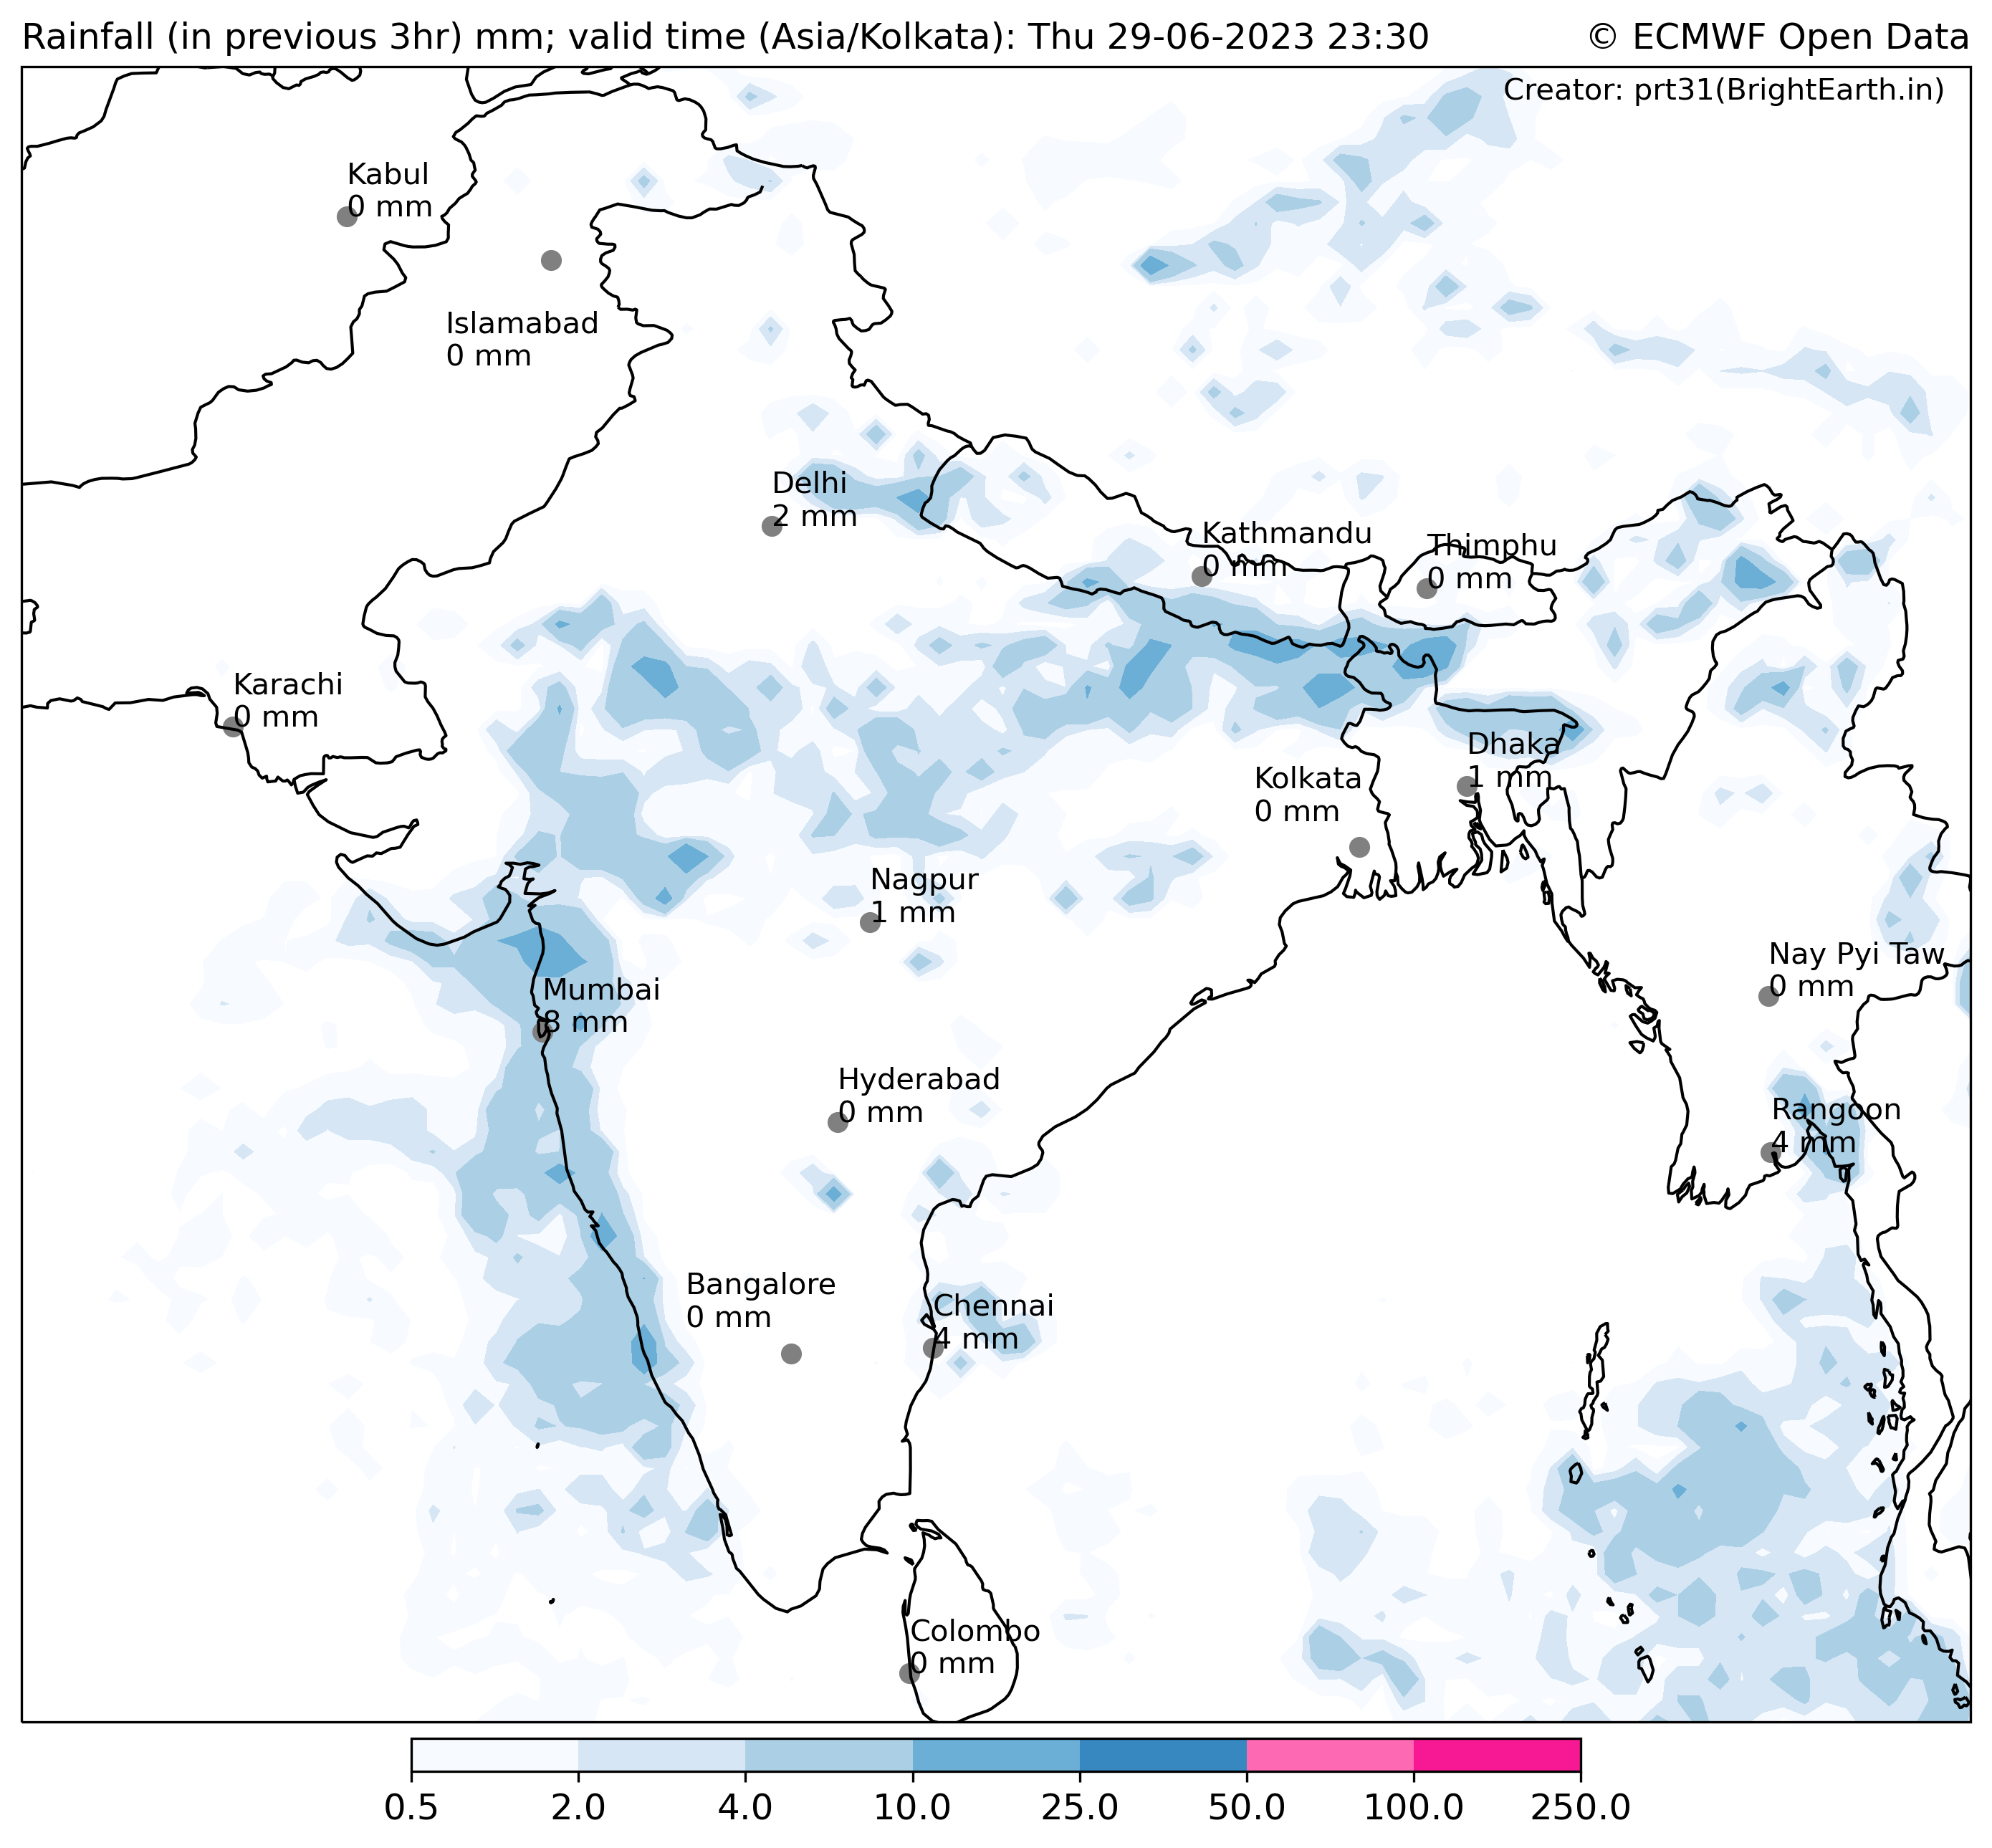 Rainfall (in previous 3hr) mm; valid time (Asia/Kolkata): Thu 29-06-2023 23:30
© ECMWF Open Data
Creator: prt31(BrightEarth.in)
Kabul
0 mm
Islamabad
0 mm
Delhi
2 mm
Kathmandu
0 mm
Thimphu
0 mm
Karachi
0 mm
Dhaka
1 mm
Kolkata
0 mm
Nagpur
1 mm
Nay Pyi Taw
0 mm
Mumbai
8 mm
Hyderabad
0 mm
Rangoon
4 mm
Bangalore
0 mm
Chennai
4 mm
Colombo
0 mm
0.5 2.0 4.0 10.0 25.0 50.0 100.0 250.0